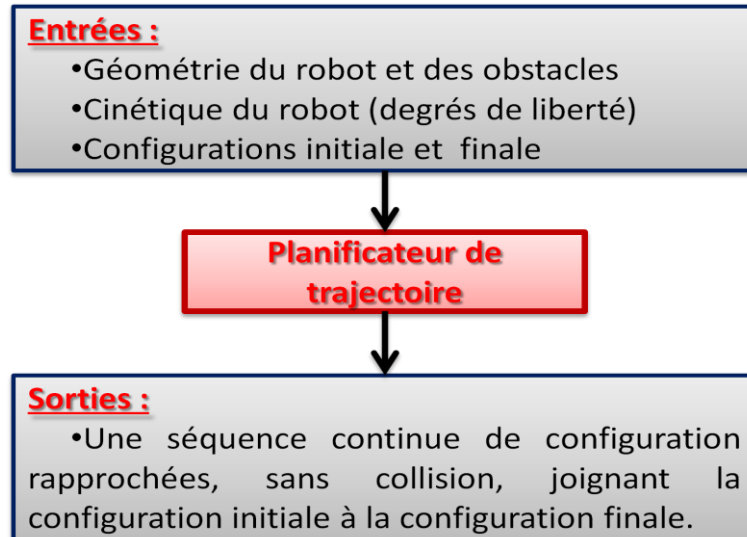 Entrées :
•Géométrie du robot et des obstacles
•Cinétique du robot (degrés de liberté)
•Configurations initiale et finale
Planificateur de
trajectoire
Sorties :
•Une séquence continue de configuration
rapprochées, sans collision, joignant la
configuration initiale à la configuration finale.